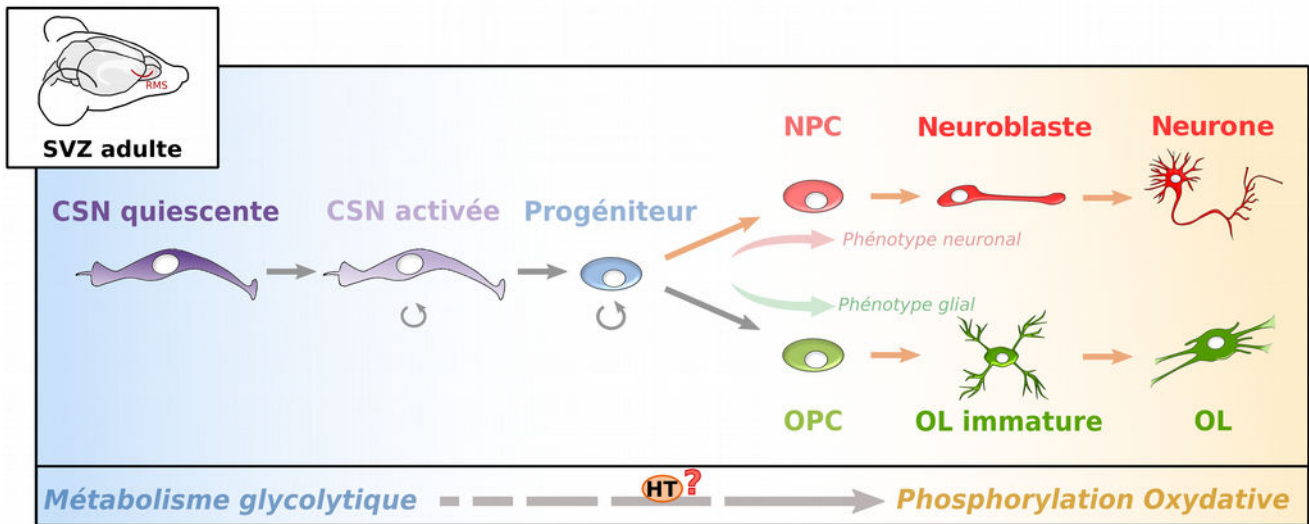 RMS
SVZ adulte
NPC
Neuroblaste
Neurone
CSN quiescente
CSN activée
Progéniteur
Phénotype neuronal
Phénotype glial
OPC
OL immature
OL
Métabolisme glycolytique
HT?
Phosphorylation Oxydative